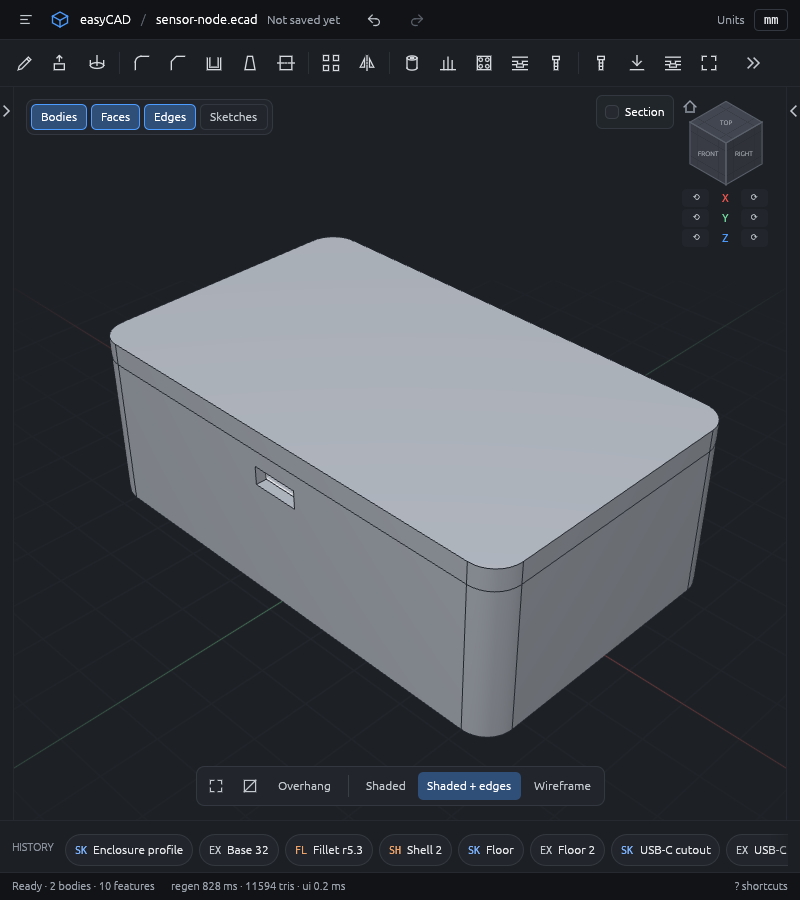 easyCAD / sensor-node.ecad Not saved yet Units mm
Bodies Faces Edges Sketches Section
TOP
FRONT RIGHT
X
Y
Z
Overhang Shaded Shaded + edges Wireframe
HISTORY SK Enclosure profile EX Base 32 FL Fillet r5.3 SH Shell 2 SK Floor EX Floor 2 SK USB-C cutout EX USB-C
Ready · 2 bodies · 10 features regen 828 ms · 11594 tris · ui 0.2 ms ? shortcuts